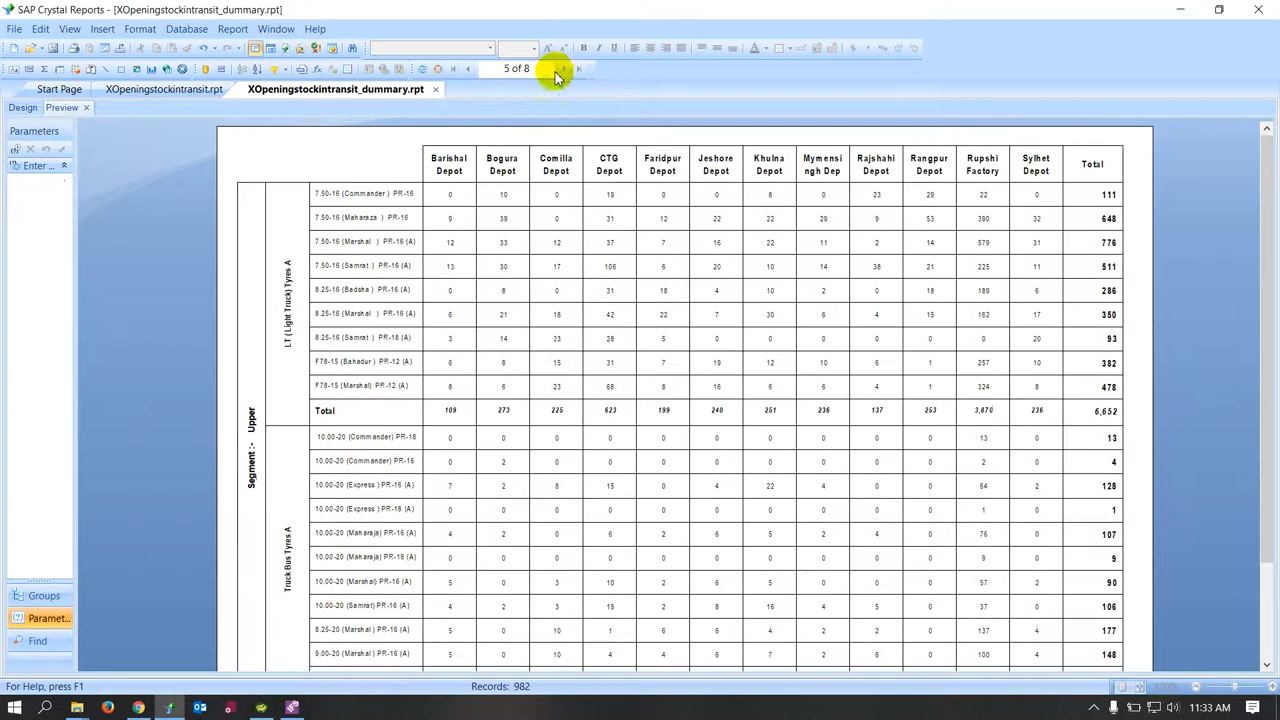 SAP Crystal Reports - [XOpeningstockintransit_dummary.rpt]
File Edit View Insert Format Database Report Window Help
5 of 8
Start Page XOpeningstockintransit.rpt XOpeningstockintransit_dummary.rpt
Design Preview
Parameters
Enter ...
Barishal Depot Bogura Depot Comilla Depot CTG Depot Faridpur Depot Jeshore Depot Khulna Depot Mymensi ngh Dep Rajshahi Depot Rangpur Depot Rupshi Factory Sylhet Depot Total
Segment :- Upper
LT (Light Truck) Tyres A
7.50-16 (Commander ) PR-16 0 10 0 19 0 0 8 0 23 29 22 0 111
7.50-16 (Maharaza ) PR-16 9 39 0 31 12 22 22 29 9 53 390 32 648
7.50-16 (Marshal ) PR-16 (A) 12 33 12 37 7 16 22 11 2 14 579 31 776
7.50-16 (Samrat ) PR-16 (A) 13 30 17 106 6 20 10 14 38 21 225 11 511
8.25-16 (Badsha ) PR-16 (A) 0 8 0 31 18 4 10 2 0 18 189 6 286
8.25-16 (Marshal ) PR-16 (A) 6 21 18 42 22 7 30 6 4 15 162 17 350
8.25-16 (Samrat ) PR-18 (A) 3 14 23 28 5 0 0 0 0 0 0 20 93
F78-15 (Bahadur ) PR-12 (A) 6 8 15 31 7 19 12 10 6 1 257 10 382
F78-15 (Marshal) PR-12 (A) 8 6 23 68 8 16 6 6 4 1 324 8 478
Total 109 273 225 623 199 240 251 236 137 253 3,870 236 6,652
Truck Bus Tyres A
10.00-20 (Commander) PR-18 0 0 0 0 0 0 0 0 0 0 13 0 13
10.00-20 (Commander) PR-16 0 2 0 0 0 0 0 0 0 0 2 0 4
10.00-20 (Express ) PR-16 (A) 7 2 8 15 0 4 22 4 0 0 64 2 128
10.00-20 (Express ) PR-18 (A) 0 0 0 0 0 0 0 0 0 0 1 0 1
10.00-20 (Maharaja) PR-16 (A) 4 0 0 6 2 6 5 2 4 0 76 2 107
10.00-20 (Maharaja) PR-18 (A) 0 0 0 0 0 0 0 0 0 0 9 0 9
10.00-20 (Marshal) PR-16 (A) 5 0 3 10 2 6 5 0 0 0 57 2 90
10.00-20 (Samrat) PR-16 (A) 4 2 3 19 2 8 16 4 5 6 37 0 106
8.25-20 (Marshal ) PR-16 (A) 5 0 10 1 6 6 4 2 2 0 137 4 177
9.00-20 (Marshal ) PR-16 (A) 5 0 10 4 4 6 7 2 6 0 100 4 148
Groups
Paramet...
Find
For Help, press F1 Records: 982 100%
11:33 AM